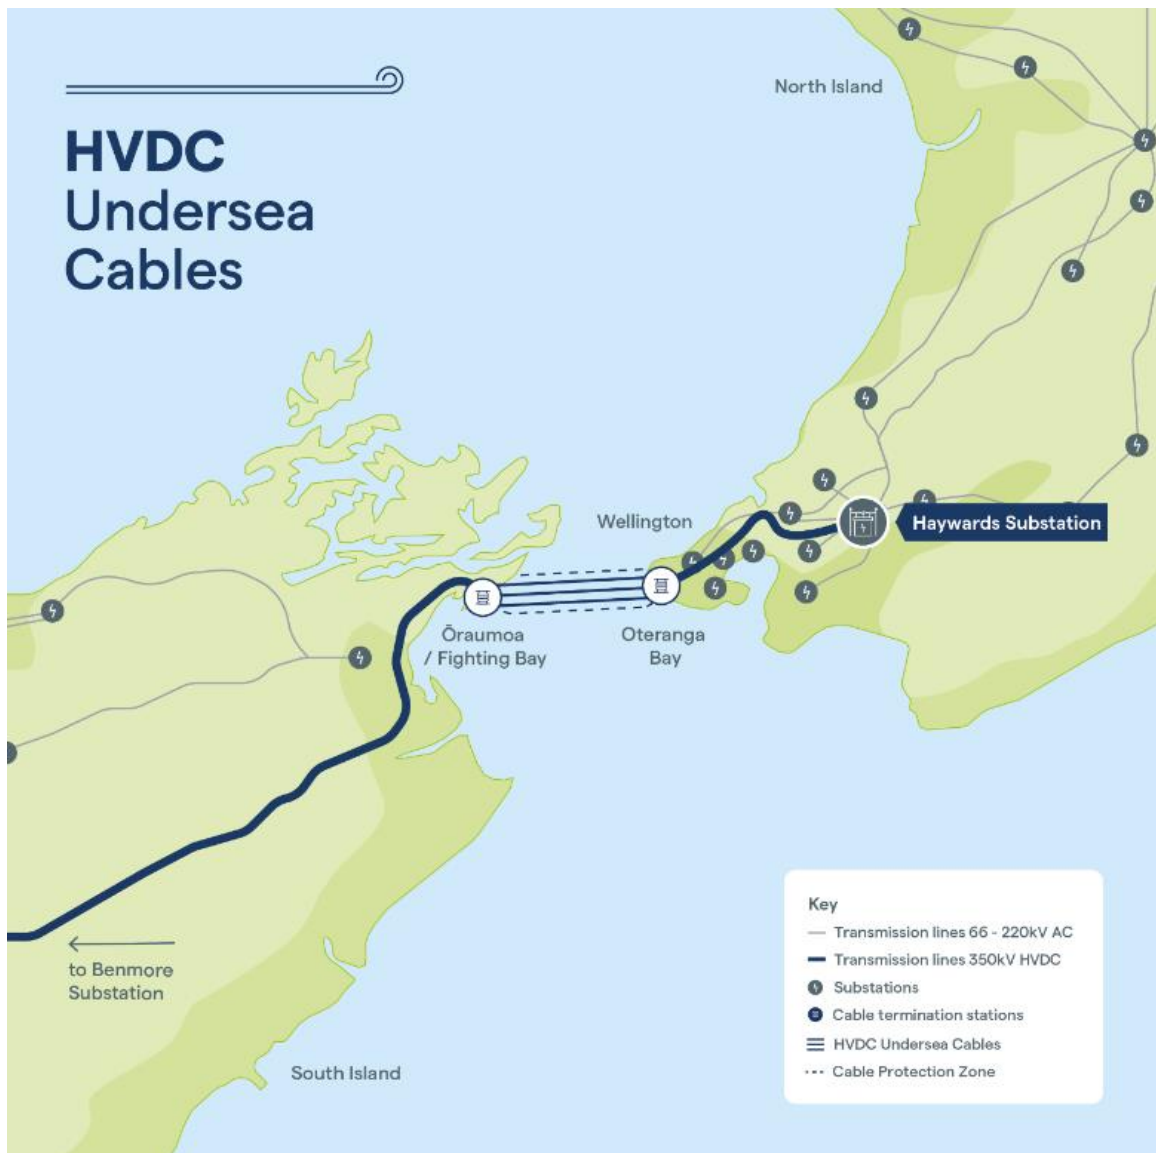 HVDC
Undersea
Cables
North Island
Wellington
Haywards Substation
Ōraumoa
/ Fighting Bay
Oteranga
Bay
to Benmore
Substation
South Island
Key
Transmission lines 66 - 220kV AC
Transmission lines 350kV HVDC
Substations
Cable termination stations
HVDC Undersea Cables
Cable Protection Zone